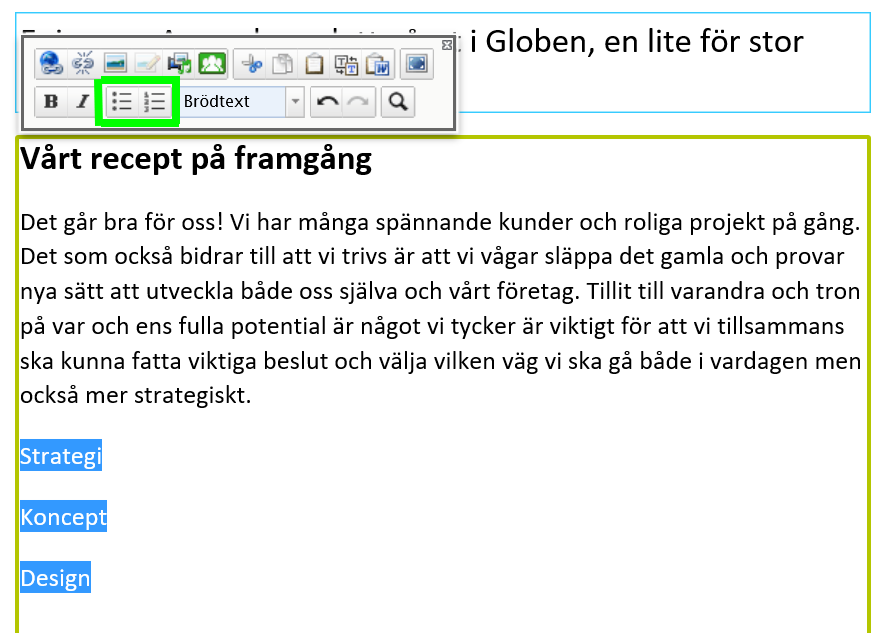 i Globen, en lite för stor
B I Brödtext
Vårt recept på framgång
Det går bra för oss! Vi har många spännande kunder och roliga projekt på gång.
Det som också bidrar till att vi trivs är att vi vågar släppa det gamla och provar
nya sätt att utveckla både oss själva och vårt företag. Tillit till varandra och tron
på var och ens fulla potential är något vi tycker är viktigt för att vi tillsammans
ska kunna fatta viktiga beslut och välja vilken väg vi ska gå både i vardagen men
också mer strategiskt.
Strategi
Koncept
Design